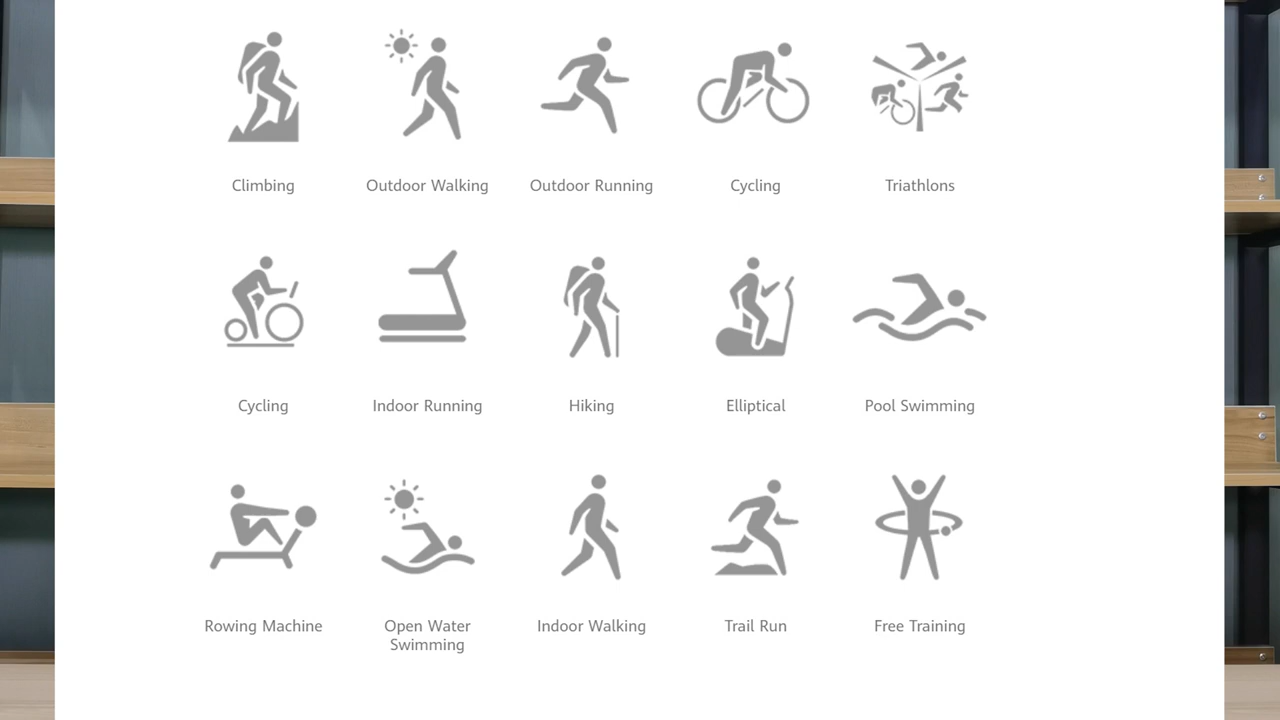 Climbing
Outdoor Walking
Outdoor Running
Cycling
Triathlons
Cycling
Indoor Running
Hiking
Elliptical
Pool Swimming
Rowing Machine
Open Water
Swimming
Indoor Walking
Trail Run
Free Training